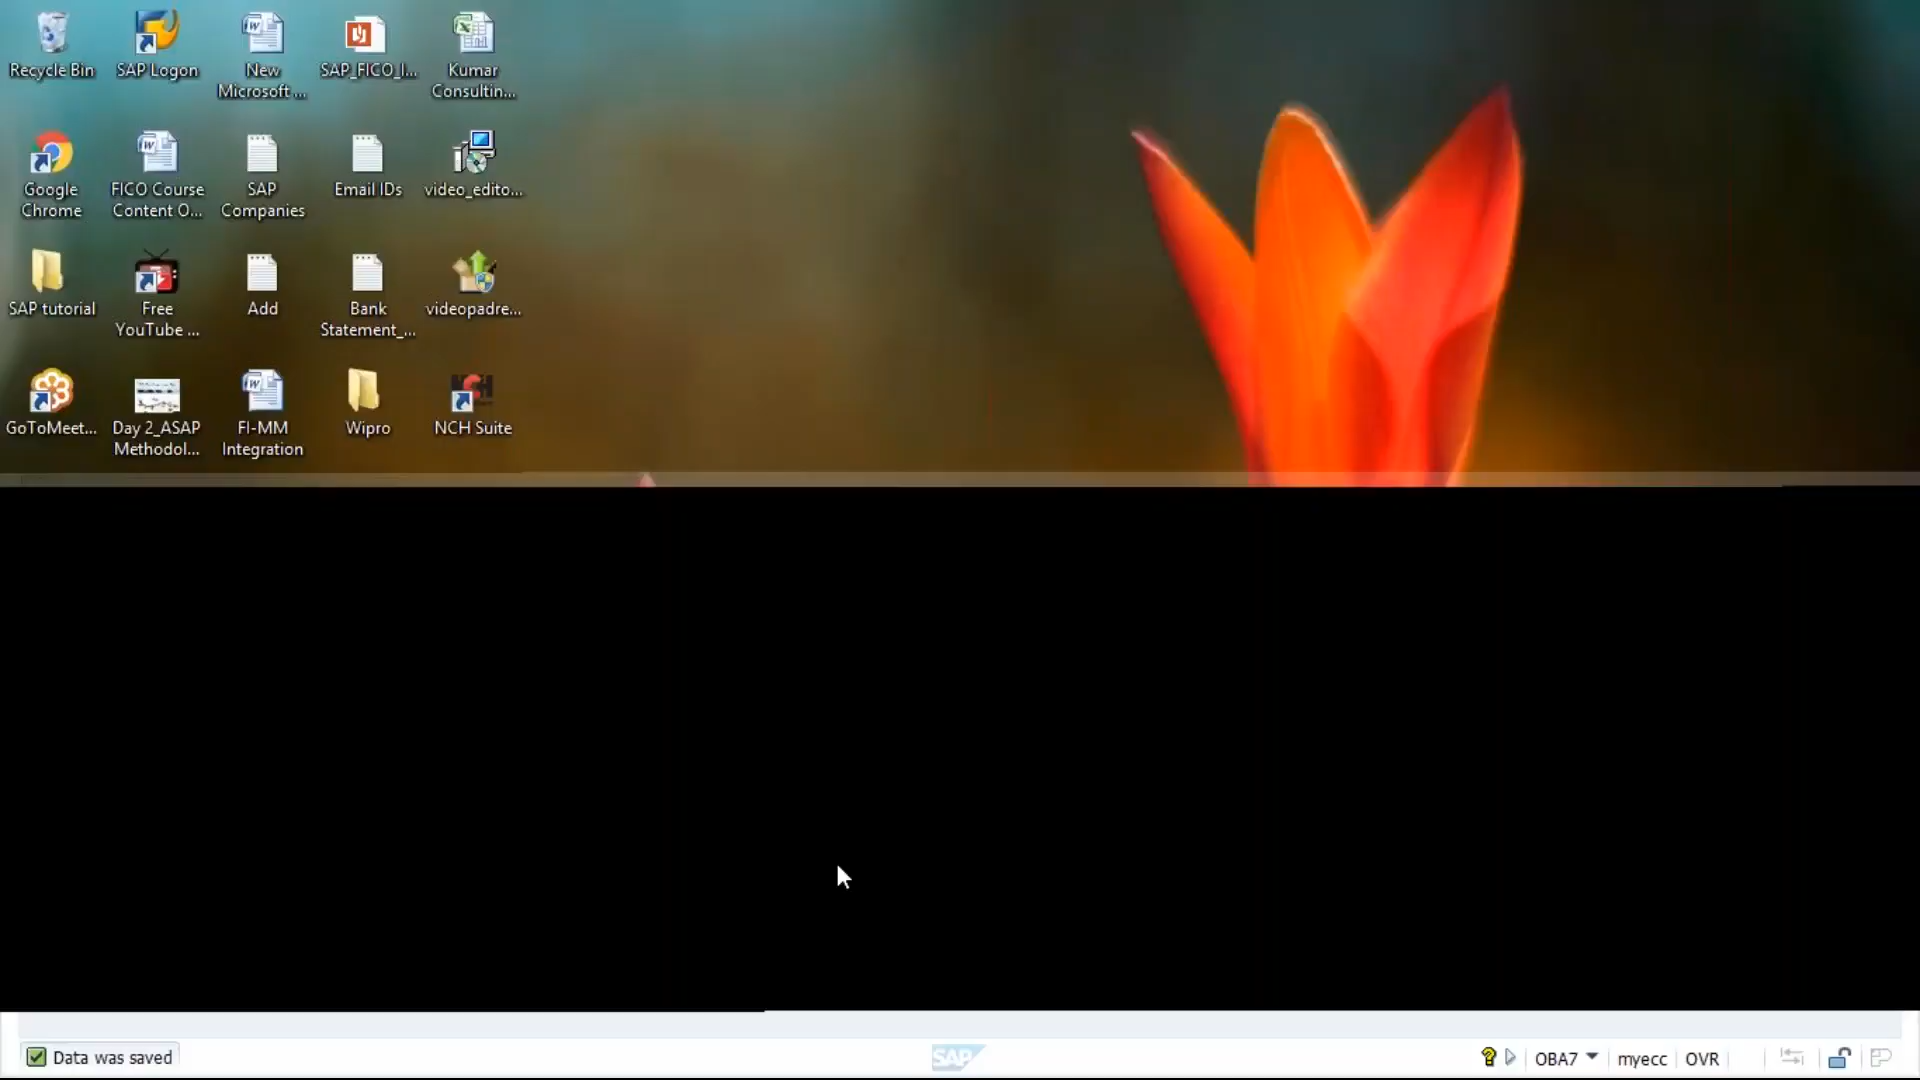 Recycle Bin
SAP Logon
New
Microsoft ...
SAP_FICO_I...
Kumar
Consultin...
Google
Chrome
FICO Course
Content O...
SAP
Companies
Email IDs
video_edito...
SAP tutorial
Free
YouTube ...
Add
Bank
Statement_...
videopadre...
GoToMeet...
Day 2_ASAP
Methodol...
FI-MM
Integration
Wipro
NCH Suite
Data was saved
SAP
OBA7
myecc
OVR